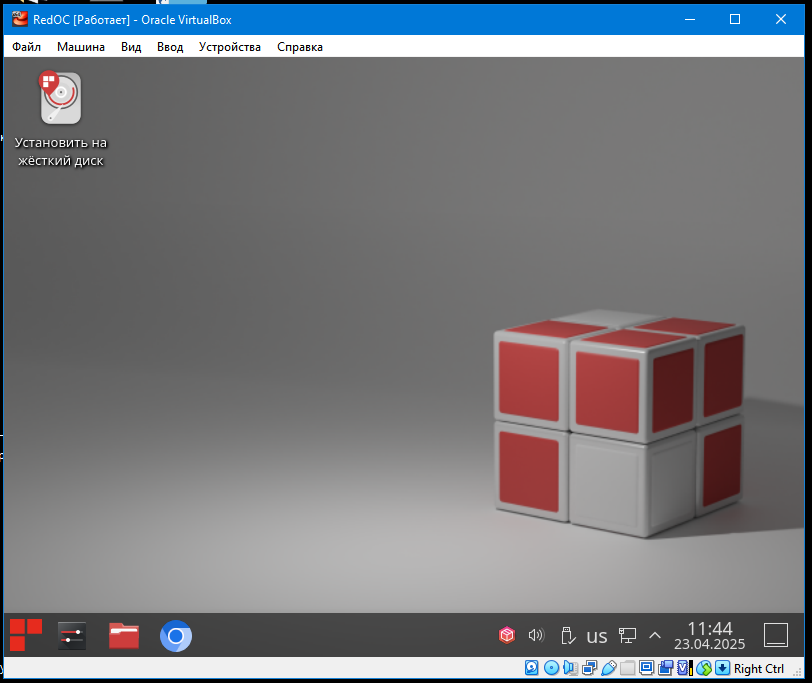 RedOC [Работает] - Oracle VirtualBox
Файл Машина Вид Ввод Устройства Справка
Установить на
жёсткий диск
us
11:44
23.04.2025
Right Ctrl